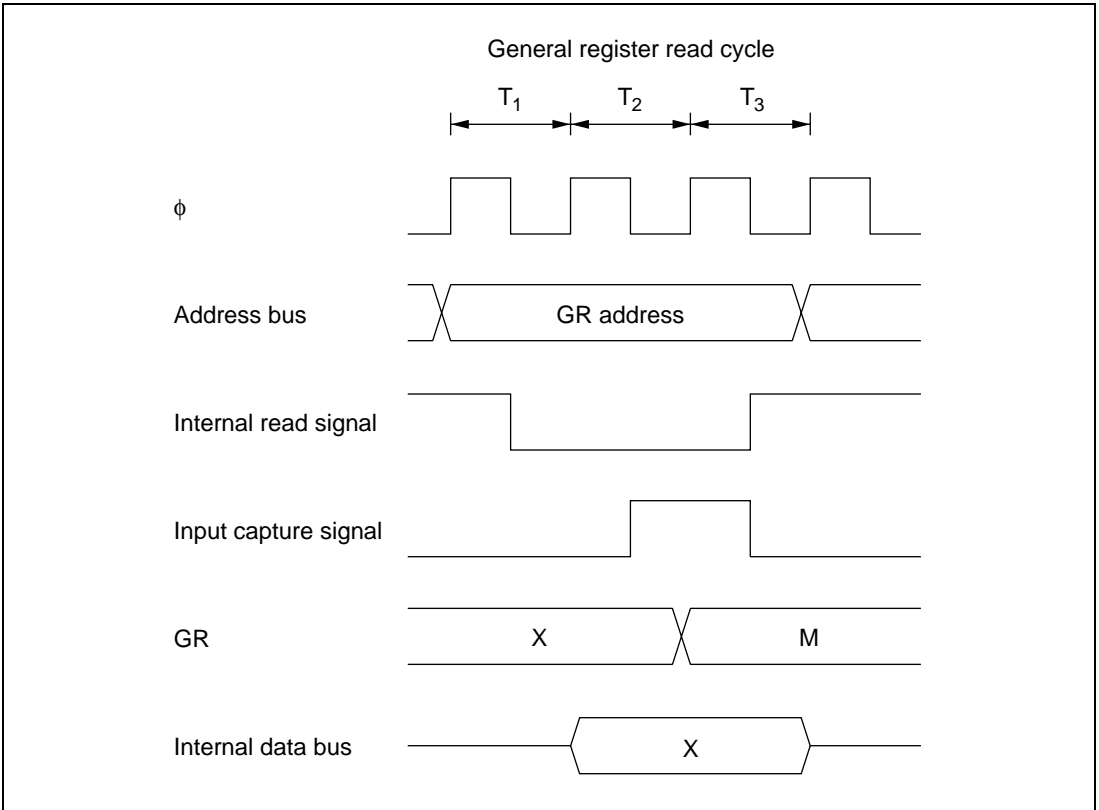 General register read cycle
T1 T2 T3
φ
Address bus GR address
Internal read signal
Input capture signal
GR X M
Internal data bus X